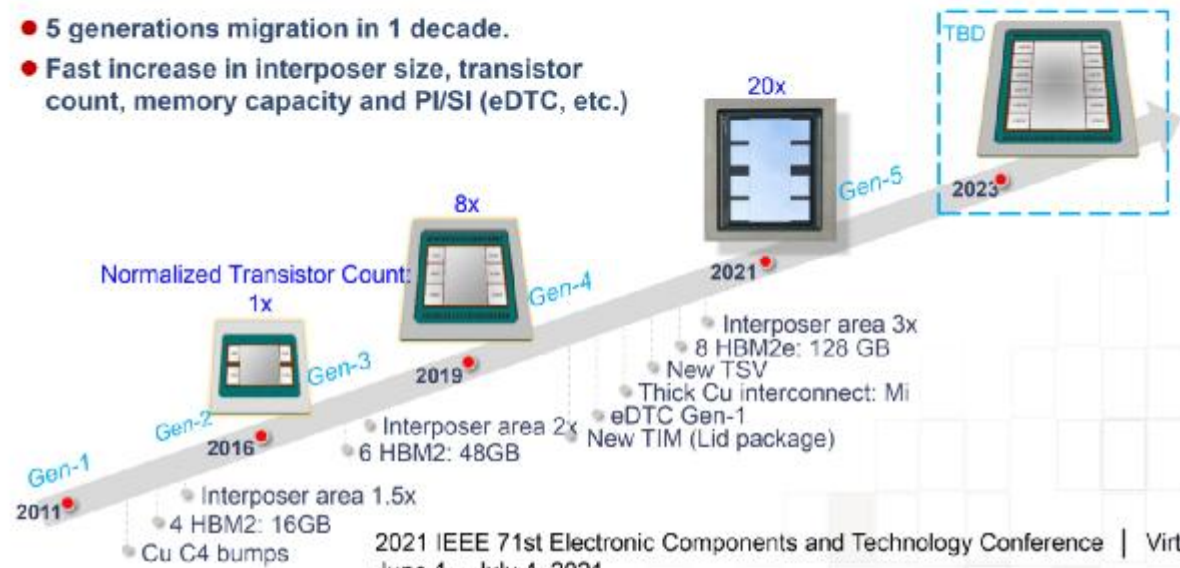 5 generations migration in 1 decade.
Fast increase in interposer size, transistor
count, memory capacity and PI/SI (eDTC, etc.)
TBD
20x
Gen-5
2023
8x
2021
Normalized Transistor Count:
1x
Gen-4
Interposer area 3x
8 HBM2e: 128 GB
New TSV
Thick Cu interconnect: Mi
eDTC Gen-1
New TIM (Lid package)
Gen-3
2019
Interposer area 2x
6 HBM2: 48GB
Gen-2
2016
Gen-1
2011
Interposer area 1.5x
4 HBM2: 16GB
Cu C4 bumps
2021 IEEE 71st Electronic Components and Technology Conference | Virt
July 4, 2021